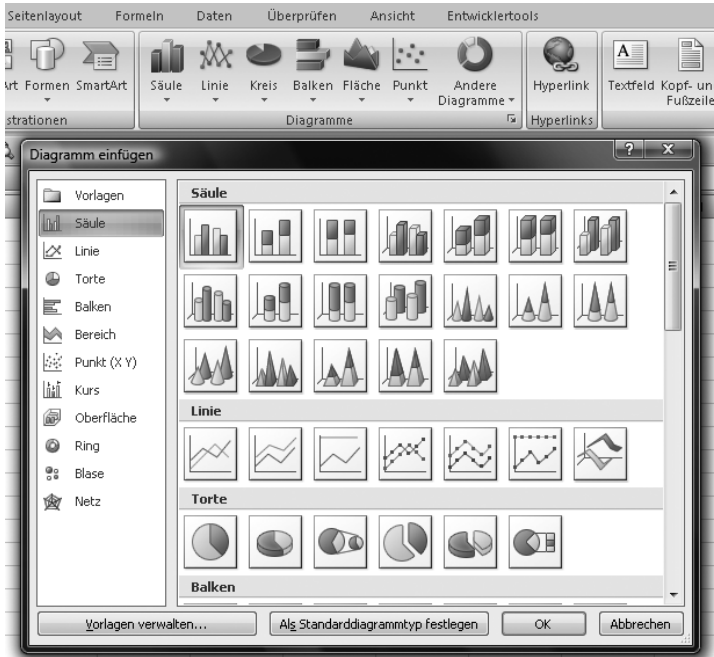 Seitenlayout Formeln Daten Überprüfen Ansicht Entwicklertools
Formen SmartArt Säule Linie Kreis Balken Fläche Punkt Andere Diagramme Hyperlink Textfeld Kopf- un
Fußzeile
strationen Diagramme Hyperlinks
Diagramm einfügen
Vorlagen
Säule
Linie
Torte
Balken
Bereich
Punkt (X Y)
Kurs
Oberfläche
Ring
Blase
Netz
Säule
Linie
Torte
Balken
Vorlagen verwalten... Als Standarddiagrammtyp festlegen OK Abbrechen